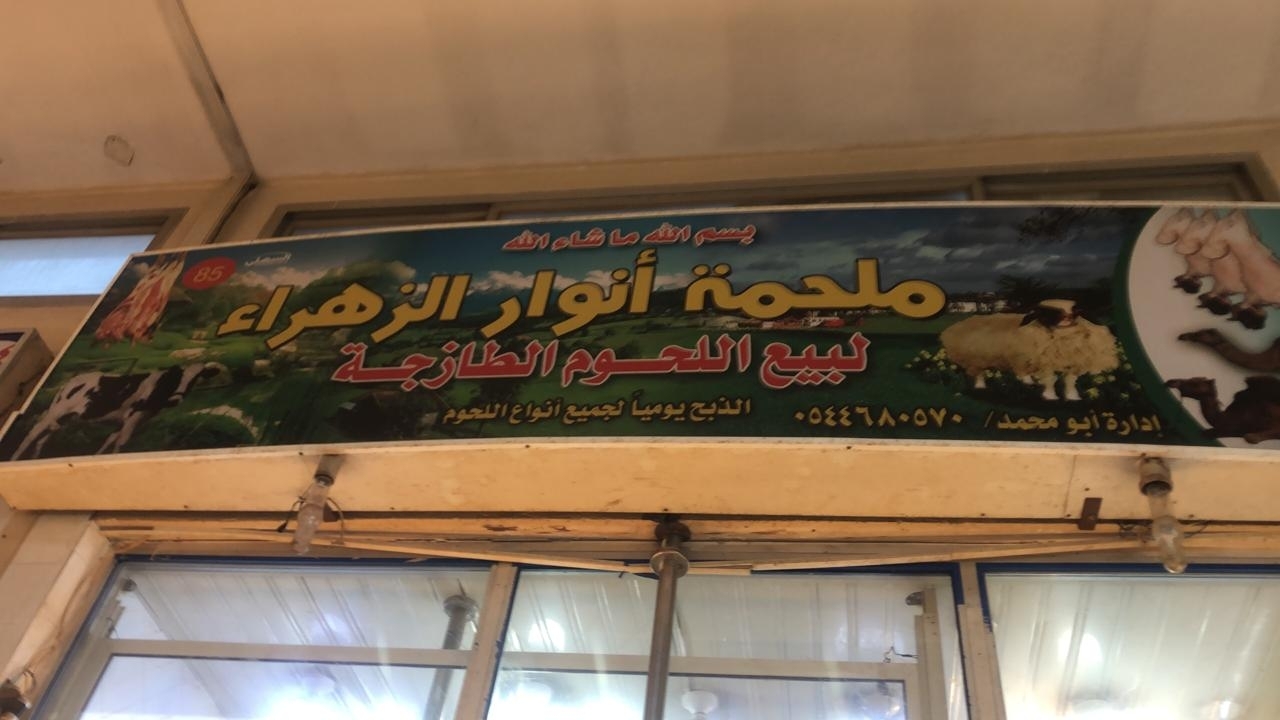 بسم الله ما شاء الله
ملحمة أنوار الزهراء
85
لبيع اللحوم الطازجة
الذبح يومياً لجميع أنواع اللحوم
إدارة أبو محمد/ ٠٥٤٤٦٨٠٥٧٠